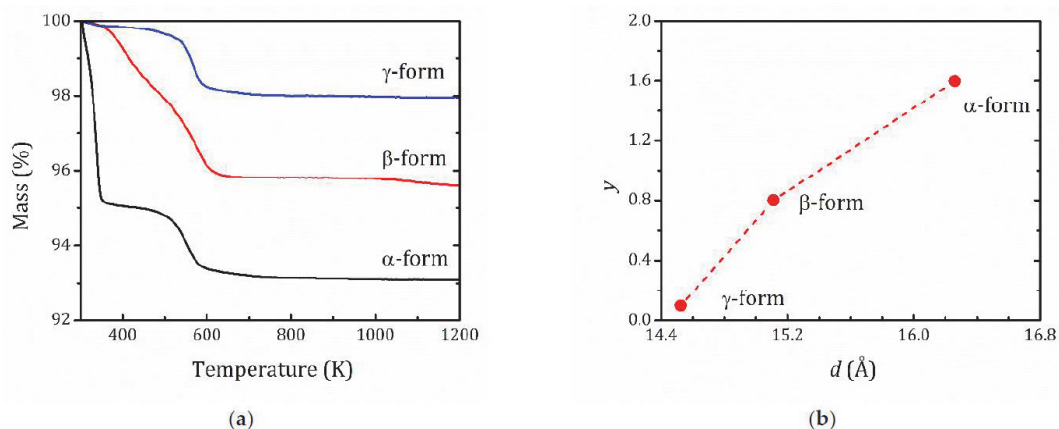 100
98
96
94
92
Mass (%)
γ-form
β-form
α-form
400
600
800
1000
1200
Temperature (K)
(a)
2.0
1.6
1.2
0.8
0.4
0.0
y
α-form
β-form
γ-form
14.4
15.2
16.0
16.8
d (Å)
(b)